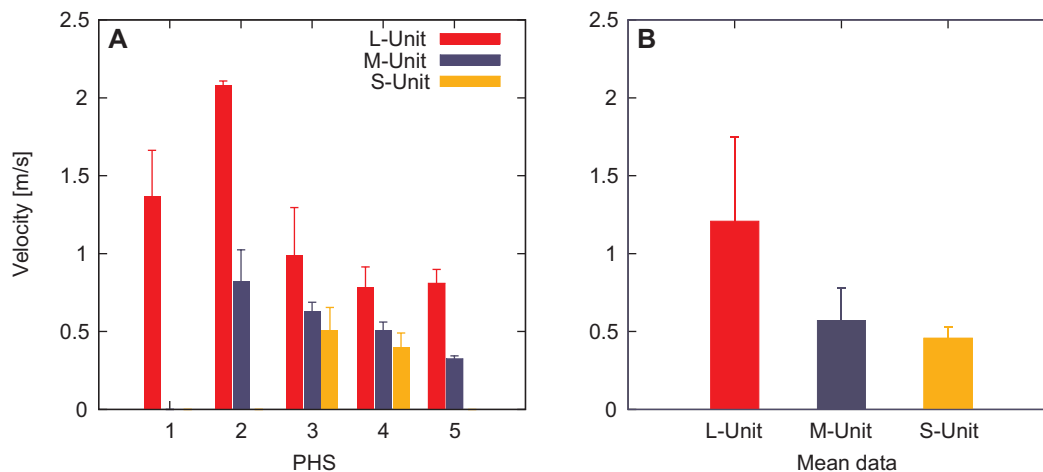 A
L-Unit
M-Unit
S-Unit
Velocity [m/s]
2.5
2
1.5
1
0.5
0
1 2 3 4 5
PHS
B
2.5
2
1.5
1
0.5
0
L-Unit M-Unit S-Unit
Mean data